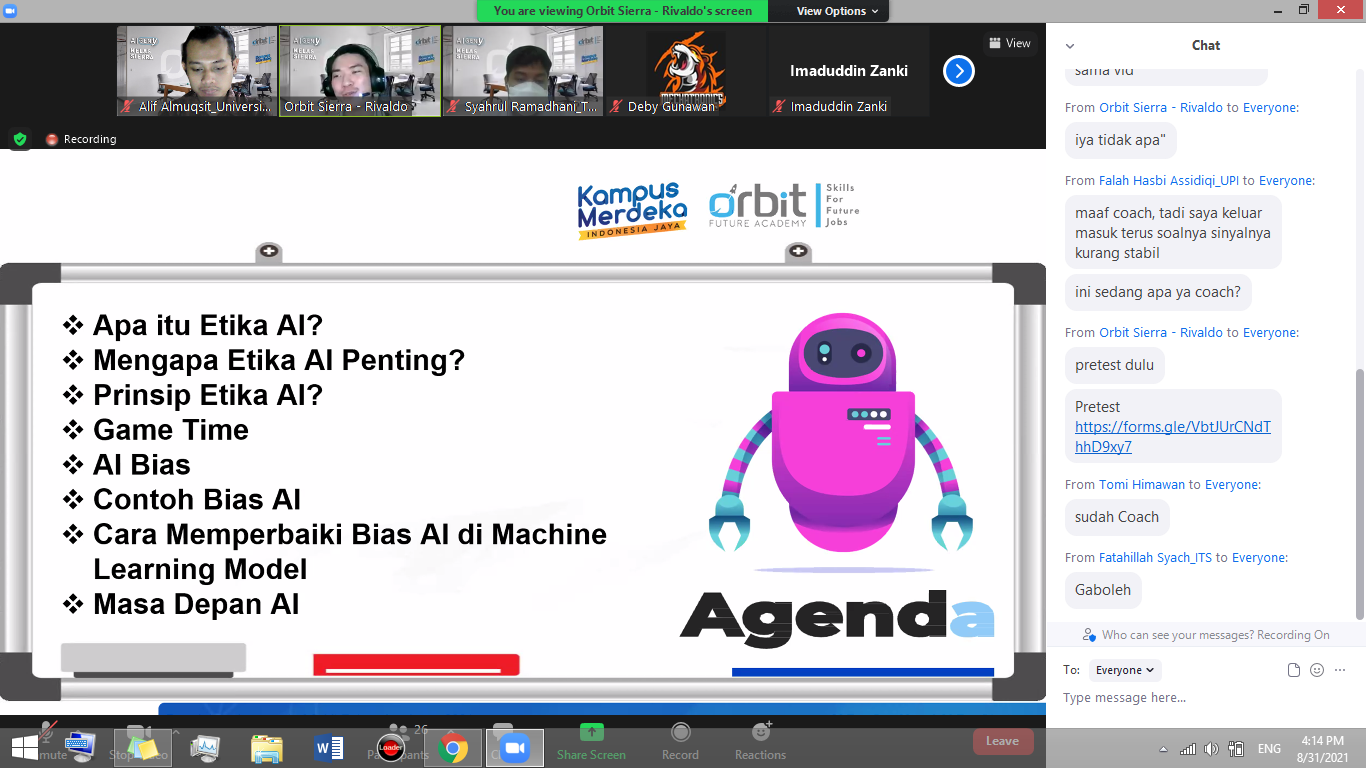 You are viewing Orbit Sierra - Rivaldo's screen
View Options
View
Alif Almuqsit_Universi...
Orbit Sierra - Rivaldo
Syahrul Ramadhani_T...
Deby Gunawan
Imaduddin Zanki
Imaduddin Zanki
Recording
Kampus
Merdeka
INDONESIA JAYA
orbit
FUTURE ACADEMY
Skills
For
Future
Jobs
❖ Apa itu Etika AI?
❖ Mengapa Etika AI Penting?
❖ Prinsip Etika AI?
❖ Game Time
❖ AI Bias
❖ Contoh Bias AI
❖ Cara Memperbaiki Bias AI di Machine
Learning Model
❖ Masa Depan AI
Agenda
Chat
sama vid
From Orbit Sierra - Rivaldo to Everyone:
iya tidak apa"
From Falah Hasbi Assidiqi_UPI to Everyone:
maaf coach, tadi saya keluar
masuk terus soalnya sinyalnya
kurang stabil
ini sedang apa ya coach?
From Orbit Sierra - Rivaldo to Everyone:
pretest dulu
Pretest
https://forms.gle/VbtJUrCNdT
hhD9xy7
From Tomi Himawan to Everyone:
sudah Coach
From Fatahillah Syach_ITS to Everyone:
Gaboleh
Who can see your messages? Recording On
To: Everyone
Type message here...
26
Loader
Share Screen
Record
Reactions
Leave
ENG
4:14 PM
8/31/2021